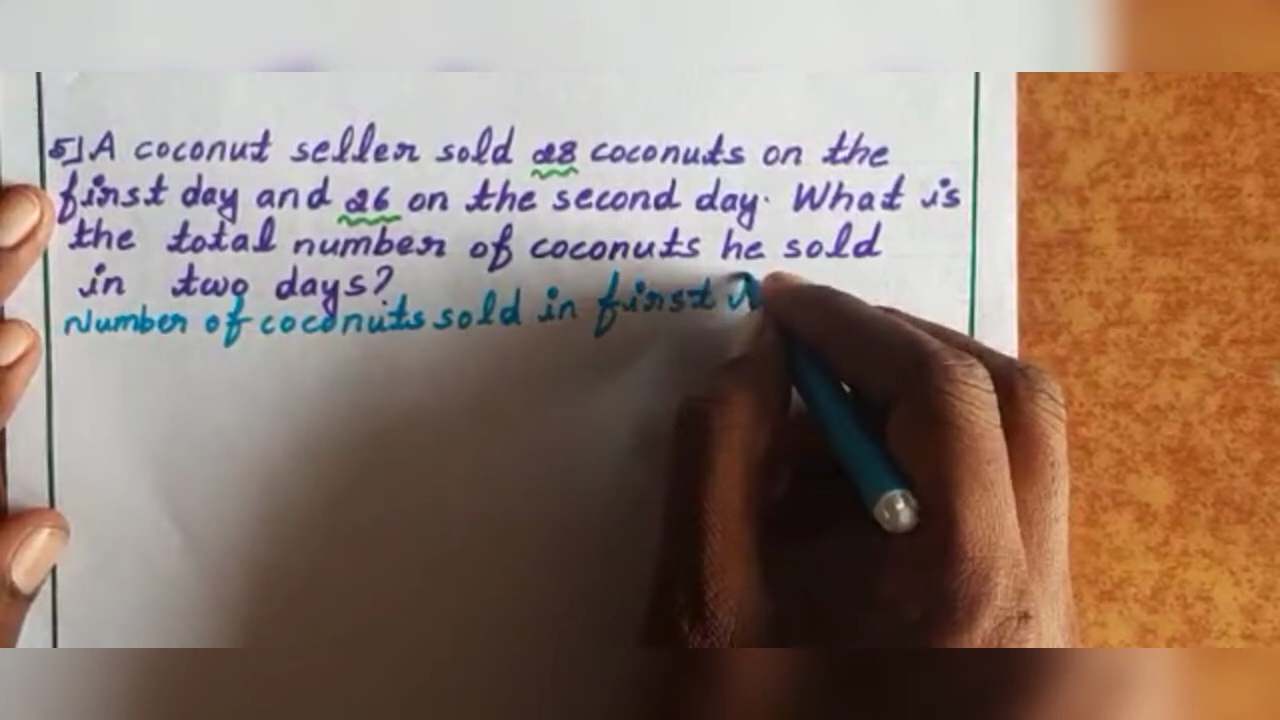 5] A coconut seller sold 28 coconuts on the
first day and 26 on the second day. What is
the total number of coconuts he sold
in two days?
Number of coconuts sold in first